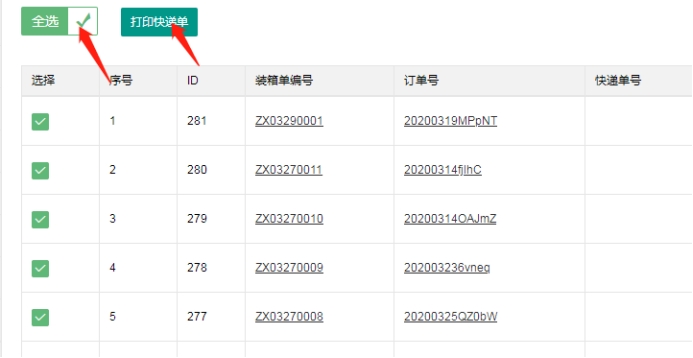 全选 打印快递单
选择 序号 ID 装箱单编号 订单号 快递单号
1 281 ZX03290001 20200319MPpNT
2 280 ZX03270011 20200314fjlhC
3 279 ZX03270010 20200314OAJmZ
4 278 ZX03270009 202003236vneq
5 277 ZX03270008 20200325QZ0bW